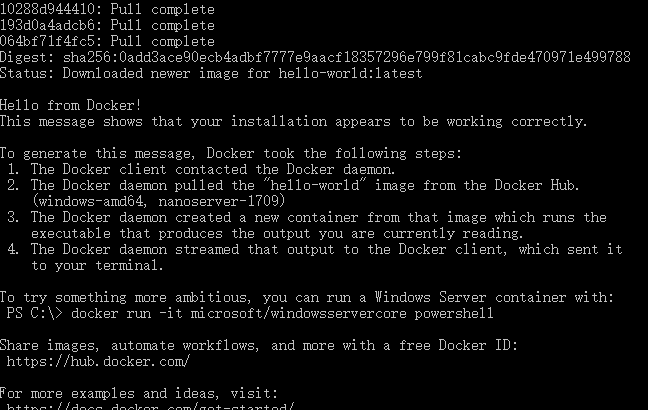 10288d944410: Pull complete
193d0a4adcb6: Pull complete
064bf71f4fc5: Pull complete
Digest: sha256:0add3ace90ecb4adbf7777e9aacf18357296e799f81cabc9fde470971e499788
Status: Downloaded newer image for hello-world:latest
Hello from Docker!
This message shows that your installation appears to be working correctly.
To generate this message, Docker took the following steps:
1. The Docker client contacted the Docker daemon.
2. The Docker daemon pulled the "hello-world" image from the Docker Hub.
(windows-amd64, nanoserver-1709)
3. The Docker daemon created a new container from that image which runs the
executable that produces the output you are currently reading.
4. The Docker daemon streamed that output to the Docker client, which sent it
to your terminal.
To try something more ambitious, you can run a Windows Server container with:
PS C:\> docker run -it microsoft/windowsservercore powershell
Share images, automate workflows, and more with a free Docker ID:
https://hub.docker.com/
For more examples and ideas, visit:
https://docs.docker.com/get-started/